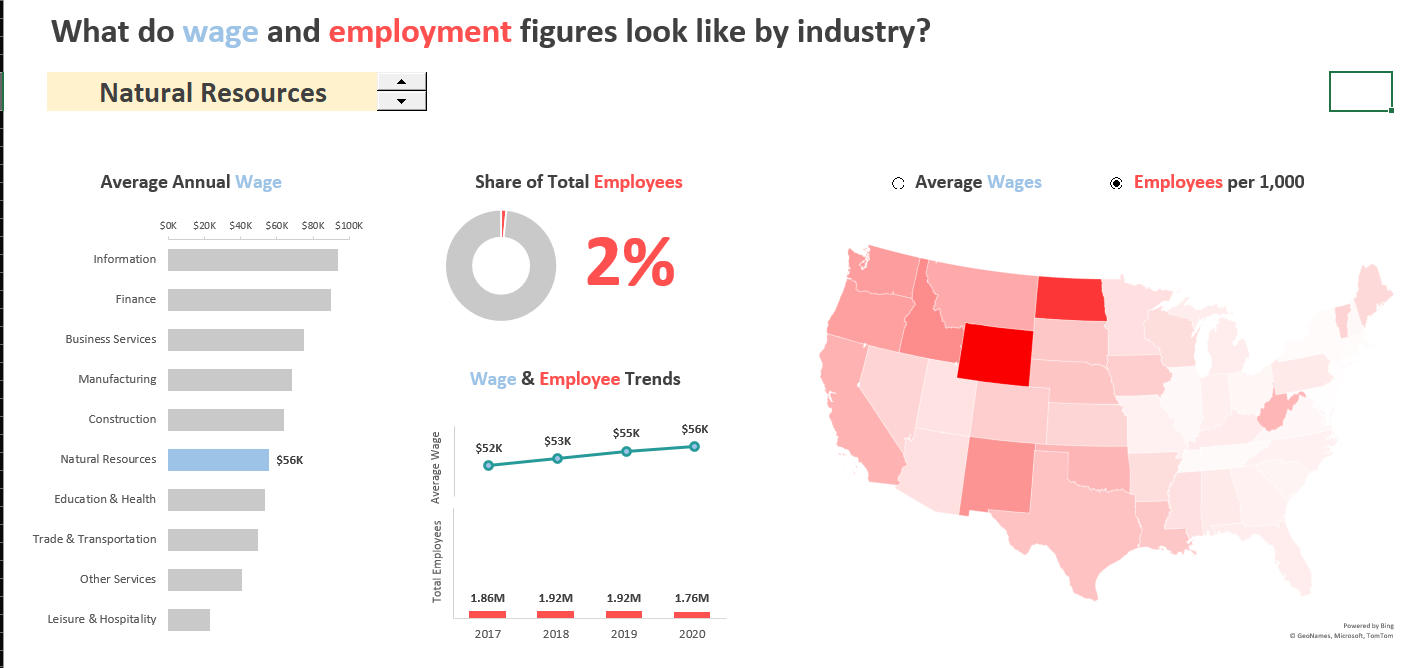 What do wage and employment figures look like by industry?
Natural Resources
Average Annual Wage
$0K $20K $40K $60K $80K $100K
Information
Finance
Business Services
Manufacturing
Construction
Natural Resources $56K
Education & Health
Trade & Transportation
Other Services
Leisure & Hospitality
Share of Total Employees
2%
Wage & Employee Trends
Average Wage
$52K $53K $55K $56K
Total Employees
1.86M 1.92M 1.92M 1.76M
2017 2018 2019 2020
Average Wages
Employees per 1,000
Powered by Bing
© GeoNames, Microsoft, TomTom